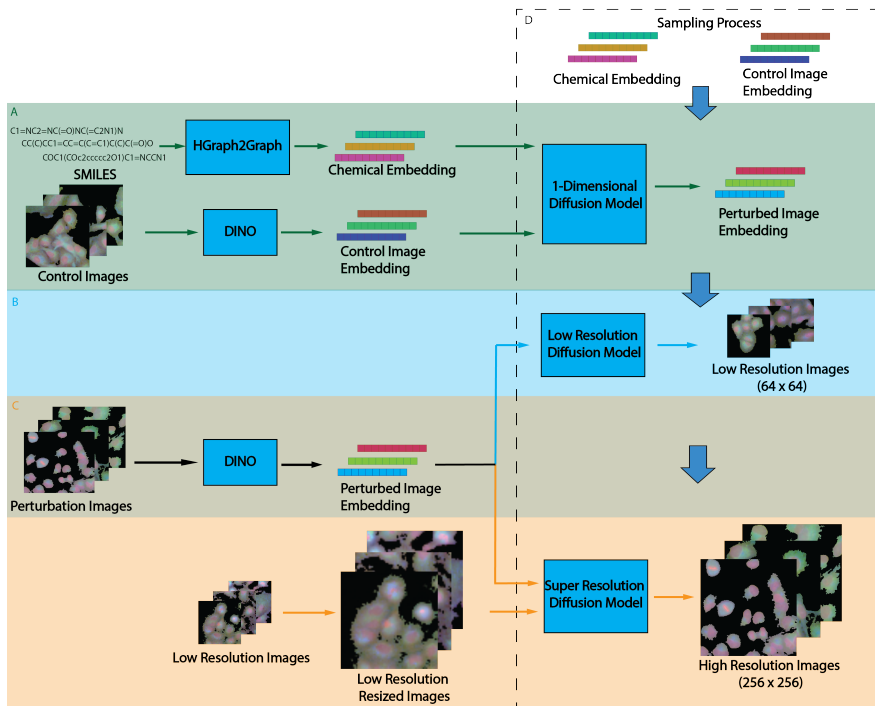 D
Sampling Process
Chemical Embedding
Control Image
Embedding
A
C1=NC2=NC(=O)NC(=C2N1)N
CC(C)CC1=CC=C(C=C1)C(C)C(=O)O
COC1(COc2ccccc2O1)C1=NCCN1
SMILES
HGraph2Graph
Chemical Embedding
1-Dimensional
Diffusion Model
Perturbed Image
Embedding
Control Images
DINO
Control Image
Embedding
B
Low Resolution
Diffusion Model
Low Resolution Images
(64 x 64)
C
Perturbation Images
DINO
Perturbed Image
Embedding
Low Resolution Images
Low Resolution
Resized Images
Super Resolution
Diffusion Model
High Resolution Images
(256 x 256)